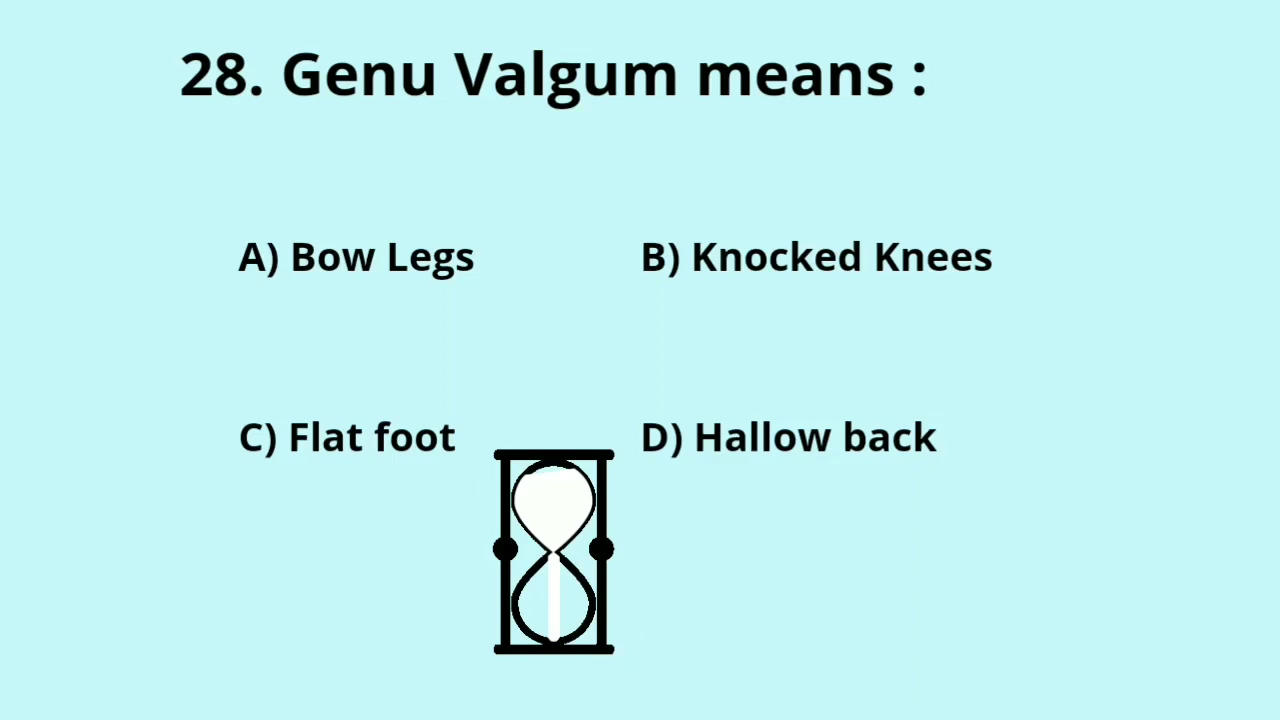 28. Genu Valgum means :
A) Bow Legs
B) Knocked Knees
C) Flat foot
D) Hallow back